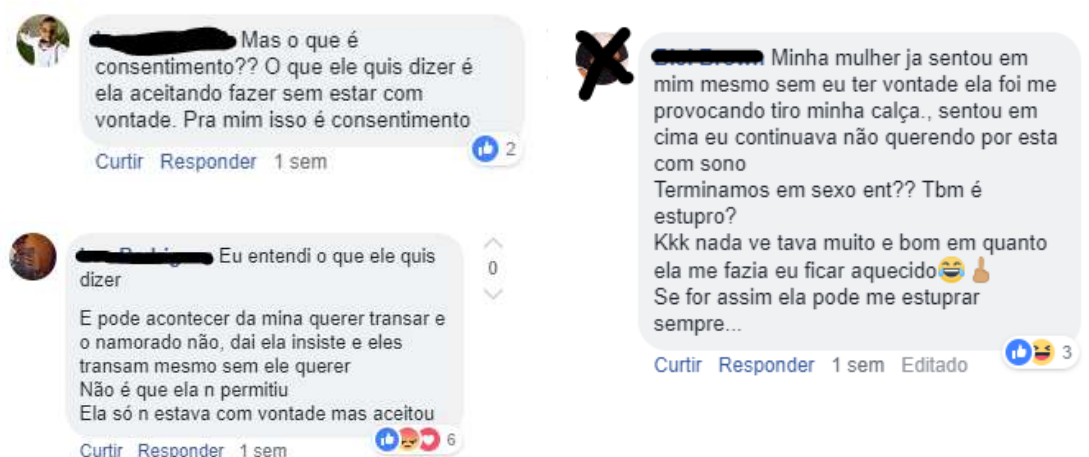 Mas o que é
consentimento?? O que ele quis dizer é
ela aceitando fazer sem estar com
vontade. Pra mim isso é consentimento
2
Curtir Responder 1 sem
Eu entendi o que ele quis
dizer
E pode acontecer da mina querer transar e
o namorado não, dai ela insiste e eles
transam mesmo sem ele querer
Não é que ela n permitiu
Ela só n estava com vontade mas aceitou
6
Curtir Responder 1 sem
0
Minha mulher ja sentou em
mim mesmo sem eu ter vontade ela foi me
provocando tiro minha calça., sentou em
cima eu continuava não querendo por esta
com sono
Terminamos em sexo ent?? Tbm é
estupro?
Kkk nada ve tava muito e bom em quanto
ela me fazia eu ficar aquecido😂🖕🏼
Se for assim ela pode me estuprar
sempre...
3
Curtir Responder 1 sem Editado